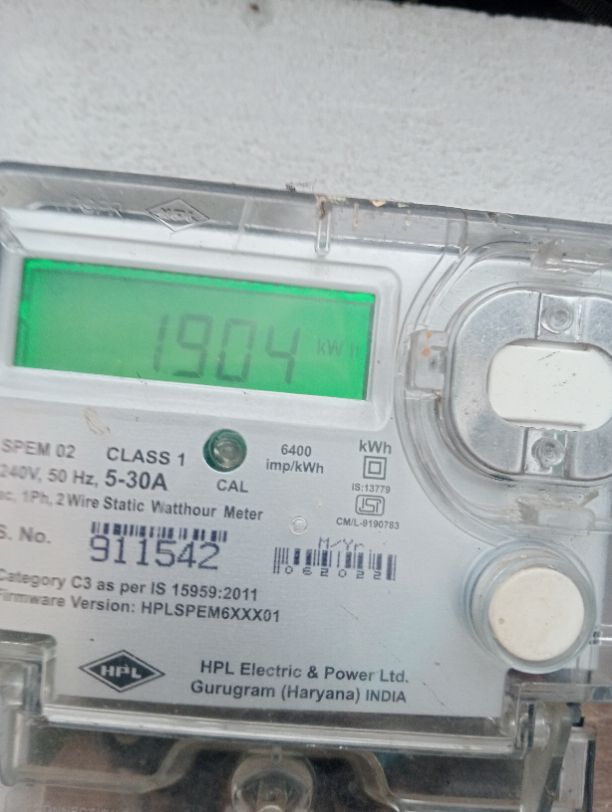 1904 kWh
SPEM 02 CLASS 1
6400
imp/kWh
kWh
240V, 50 Hz, 5-30A
CAL
IS:13779
ISI
CM/L-9190783
ac, 1Ph, 2 Wire Static Watthour Meter
S. No. 911542
M/Yr
062022
Category C3 as per IS 15959:2011
Firmware Version: HPLSPEM6XXX01
HPL
HPL Electric & Power Ltd.
Gurugram (Haryana) INDIA